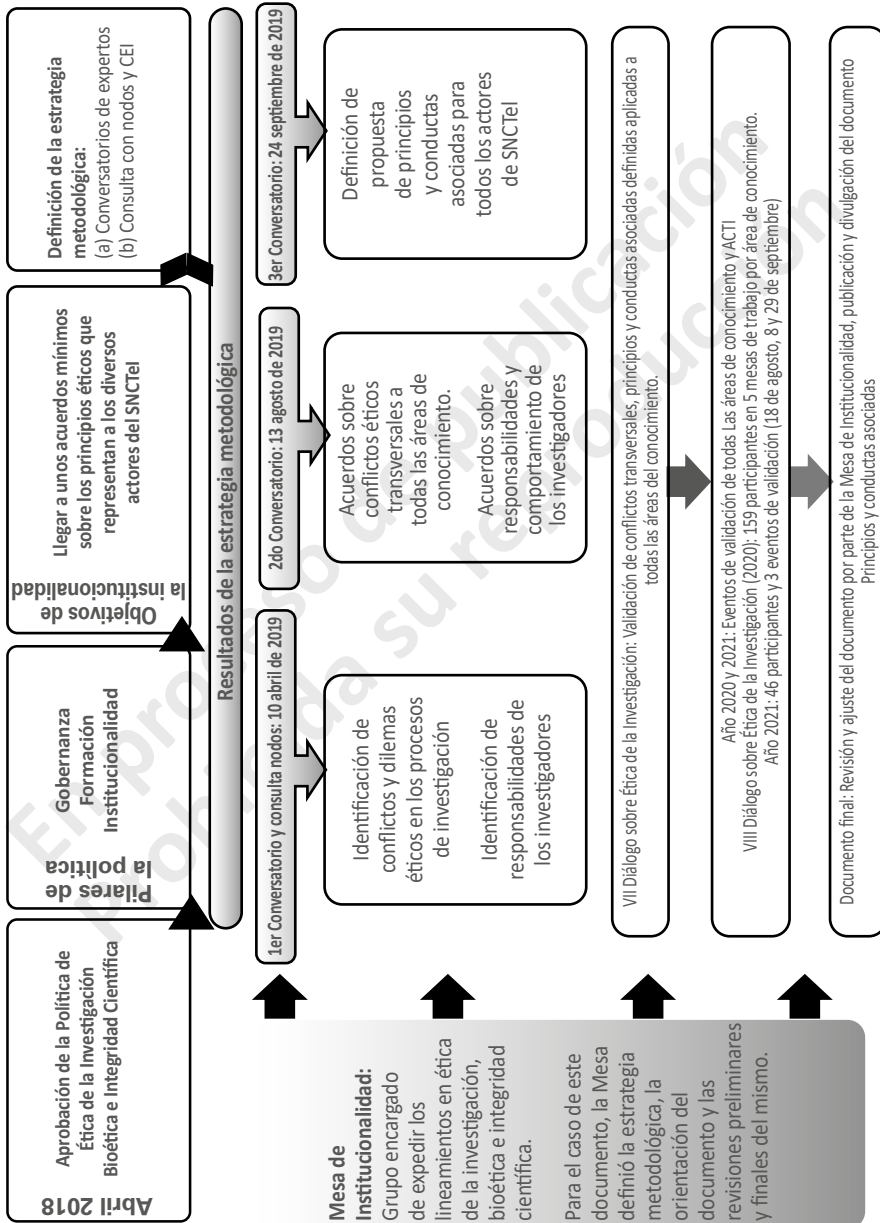 Abril 2018
Aprobación de la Política de
Ética de la Investigación
Bioética e Integridad Científica
Pilares de
la política
Gobernanza
Formación
Institucionalidad
Objetivos de
la institucionalidad
Llegar a unos acuerdos mínimos
sobre los principios éticos que
representan a los diversos
actores del SNCTeI
Definición de la estrategia
metodológica:
(a) Conversatorios de expertos
(b) Consulta con nodos y CEI
Resultados de la estrategia metodológica
Mesa de
Institucionalidad:
Grupo encargado
de expedir los
lineamientos en ética
de la investigación,
bioética e integridad
científica.
Para el caso de este
documento, la Mesa
definió la estrategia
metodológica, la
orientación del
documento y las
revisiones preliminares
y finales del mismo.
1er Conversatorio y consulta nodos: 10 abril de 2019
Identificación de
conflictos y dilemas
éticos en los procesos
de investigación
Identificación de
responsabilidades de
los investigadores
2do Conversatorio: 13 agosto de 2019
Acuerdos sobre
conflictos éticos
transversales a
todas las áreas de
conocimiento.
Acuerdos sobre
responsabilidades y
comportamiento de
los investigadores
3er Conversatorio: 24 septiembre de 2019
Definición de
propuesta
de principios
y conductas
asociadas para
todos los actores
de SNCTeI
VII Diálogo sobre Ética de la Investigación: Validación de conflictos transversales, principios y conductas asociadas definidas aplicadas a
todas las áreas del conocimiento.
Año 2020 y 2021: Eventos de validación de todas Las áreas de conocimiento y ACTI
VIII Diálogo sobre Ética de la Investigación (2020): 159 participantes en 5 mesas de trabajo por área de conocimiento.
Año 2021: 46 participantes y 3 eventos de validación (18 de agosto, 8 y 29 de septiembre)
Documento final: Revisión y ajuste del documento por parte de la Mesa de Institucionalidad, publicación y divulgación del documento
Principios y conductas asociadas
En proceso de publicación
Prohibida su reproducción